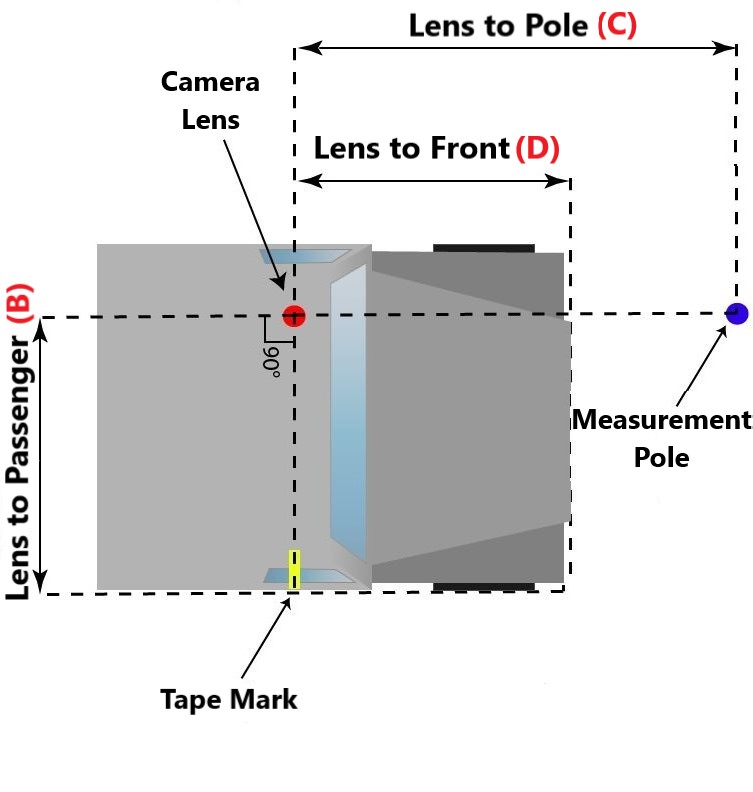 Lens to Pole (C)
Camera
Lens
Lens to Front (D)
Lens to Passenger (B)
90°
Measurement
Pole
Tape Mark